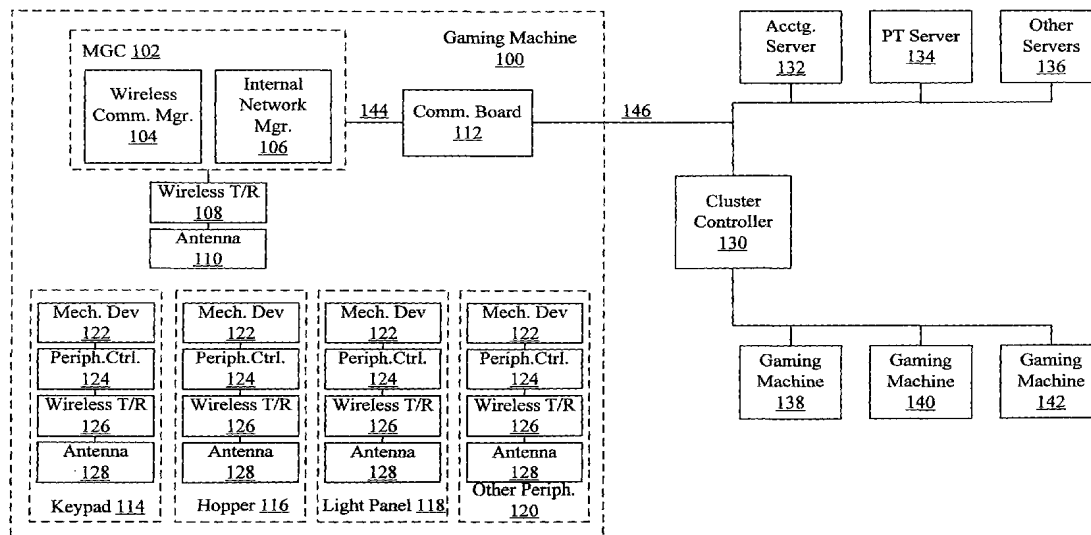 MGC 102
Gaming Machine
100
Wireless
Comm. Mgr.
104
Internal
Network
Mgr.
106
144
Comm. Board
112
146
Wireless T/R
108
Antenna
110
Mech. Dev
122
Periph.Ctrl.
124
Wireless T/R
126
Antenna
128
Keypad 114
Mech. Dev
122
Periph.Ctrl.
124
Wireless T/R
126
Antenna
128
Hopper 116
Mech. Dev
122
Periph.Ctrl.
124
Wireless T/R
126
Antenna
128
Light Panel 118
Mech. Dev
122
Periph.Ctrl.
124
Wireless T/R
126
Antenna
128
Other Periph.
120
Acctg.
Server
132
PT Server
134
Other
Servers
136
Cluster
Controller
130
Gaming
Machine
138
Gaming
Machine
140
Gaming
Machine
142